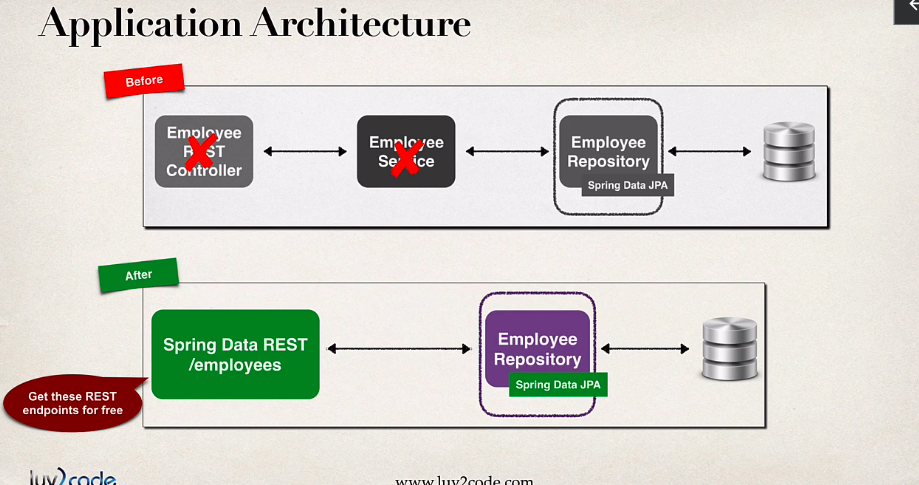 Application Architecture
Before
Employee
REST
Controller
Employee
Service
Employee
Repository
Spring Data JPA
After
Spring Data REST
/employees
Employee
Repository
Spring Data JPA
Get these REST
endpoints for free
luv2code
www.luv2code.com